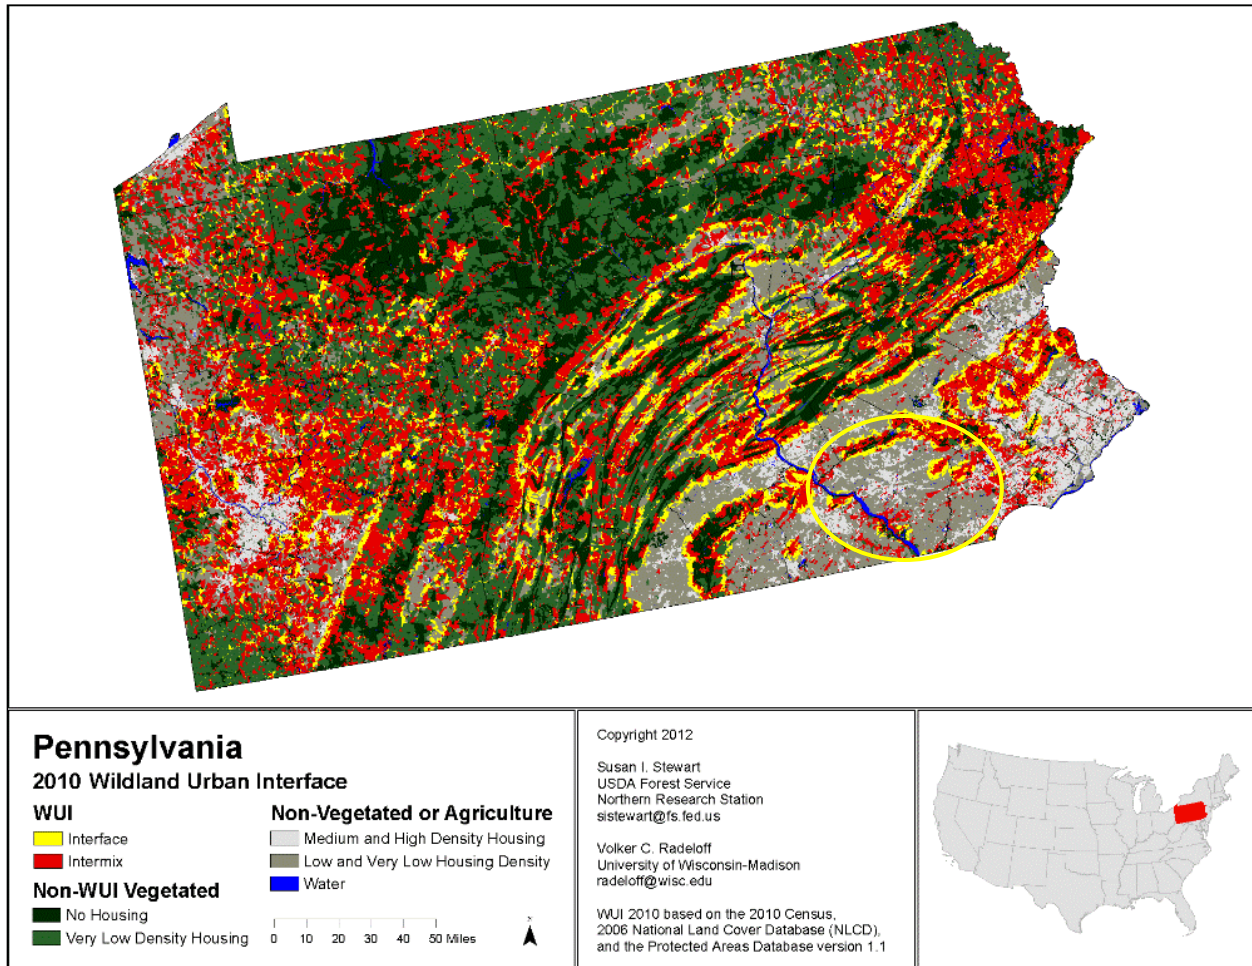 Pennsylvania
2010 Wildland Urban Interface
WUI
Interface
Intermix
Non-WUI Vegetated
No Housing
Very Low Density Housing
Non-Vegetated or Agriculture
Medium and High Density Housing
Low and Very Low Housing Density
Water
0 10 20 30 40 50 Miles
Copyright 2012
Susan I. Stewart
USDA Forest Service
Northern Research Station
sistewart@fs.fed.us
Volker C. Radeloff
University of Wisconsin-Madison
radeloff@wisc.edu
WUI 2010 based on the 2010 Census,
2006 National Land Cover Database (NLCD),
and the Protected Areas Database version 1.1